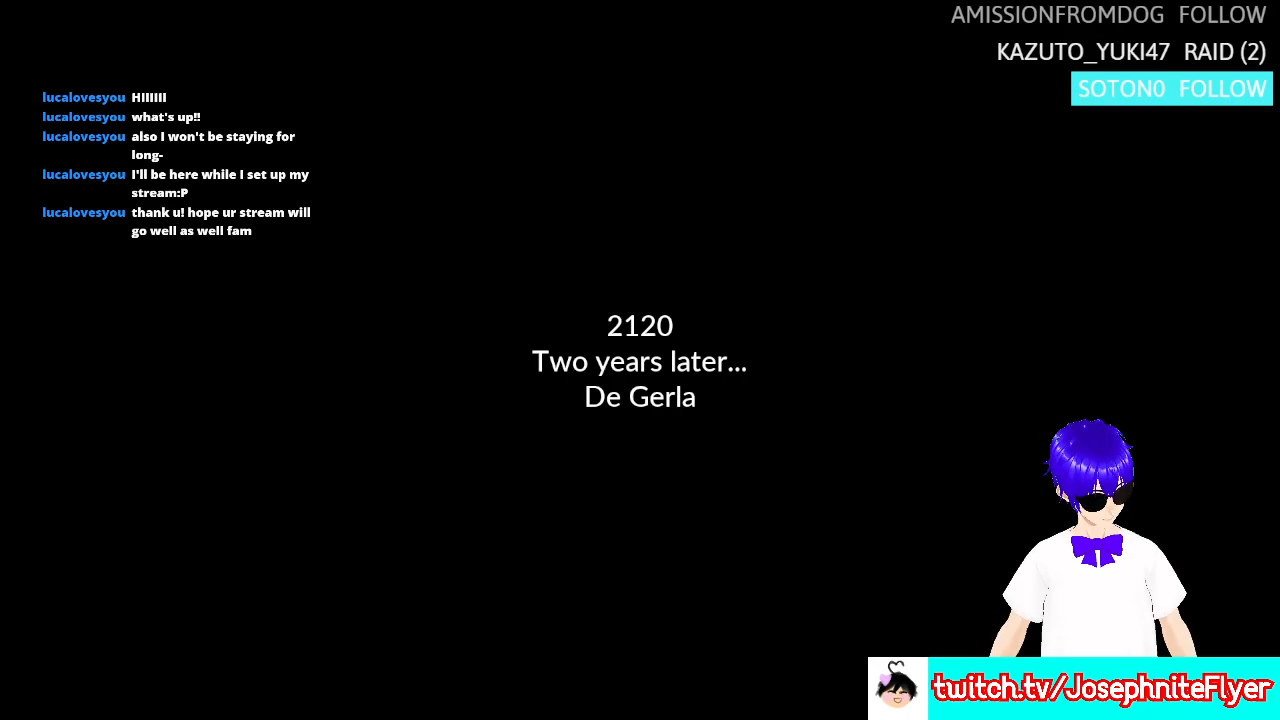 AMISSIONFROMDOG FOLLOW
KAZUTO_YUKI47 RAID (2)
SOTON0 FOLLOW
lucalovesyou HIIIIII
lucalovesyou what's up!!
lucalovesyou also I won't be staying for
long-
lucalovesyou I'll be here while I set up my
stream:P
lucalovesyou thank u! hope ur stream will
go well as well fam
2120
Two years later...
De Gerla
twitch.tv/JosephniteFlyer